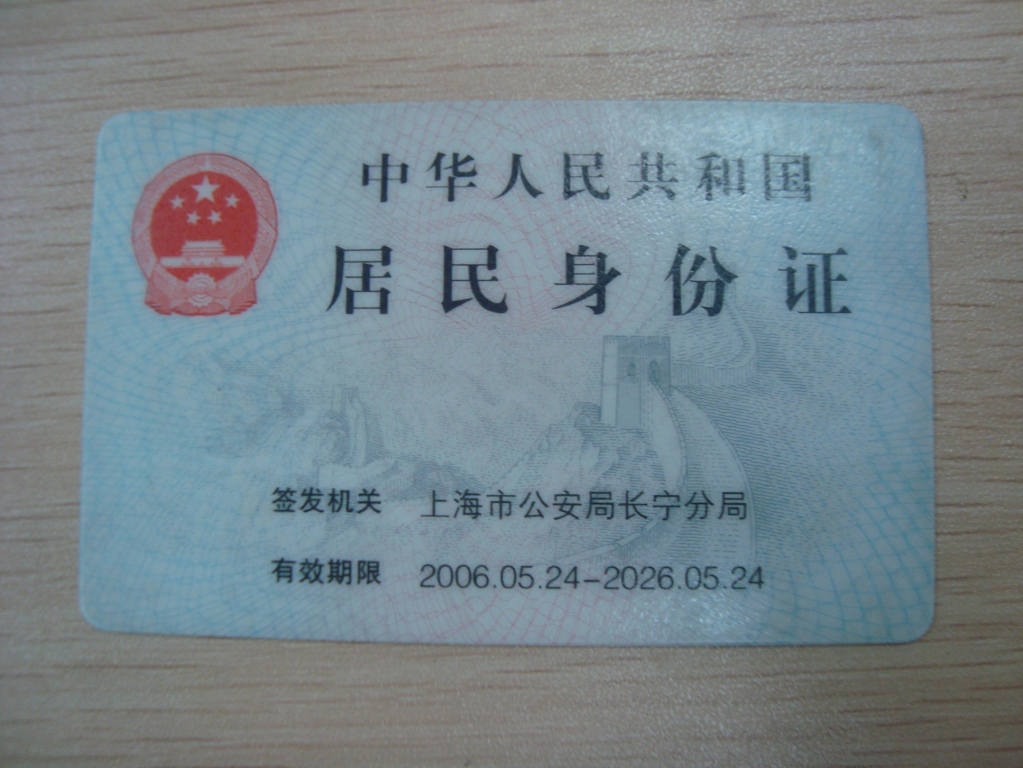 中华人民共和国
居民身份证
签发机关 上海市公安局长宁分局
有效期限 2006.05.24-2026.05.24